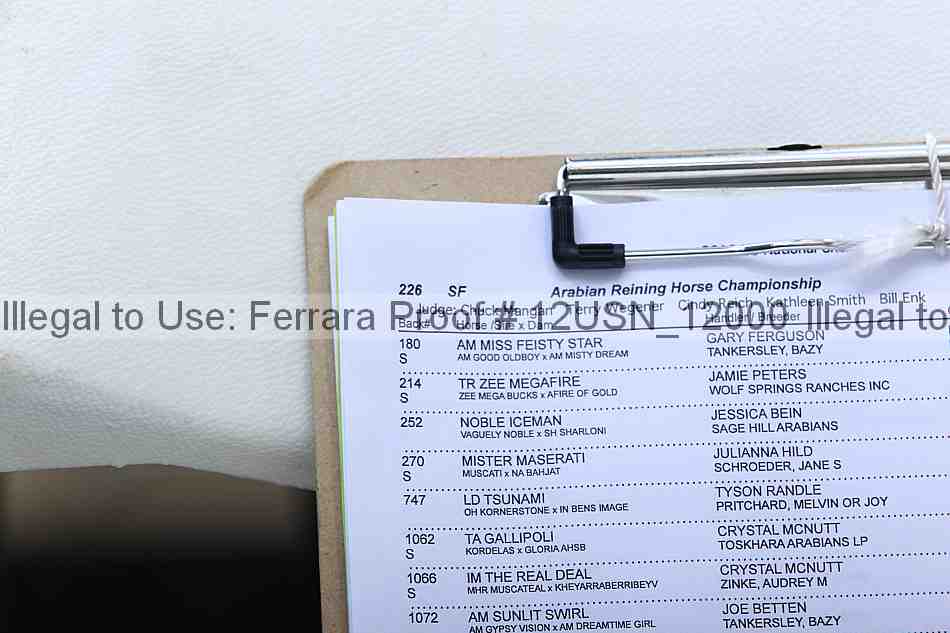 226 SF Arabian Reining Horse Championship
Judge: Chuck Mangan Terry Wegener Cindy Reich Kathleen Smith Bill Enk
Illegal to Use: Ferrara Proof # 12USN_12000 Illegal to
Back# Horse /Sire x Dam Handler/ Breeder
180 AM MISS FEISTY STAR GARY FERGUSON
S AM GOOD OLDBOY x AM MISTY DREAM TANKERSLEY, BAZY
214 TR ZEE MEGAFIRE JAMIE PETERS
S ZEE MEGA BUCKS x AFIRE OF GOLD WOLF SPRINGS RANCHES INC
252 NOBLE ICEMAN JESSICA BEIN
VAGUELY NOBLE x SH SHARLONI SAGE HILL ARABIANS
270 MISTER MASERATI JULIANNA HILD
S MUSCATI x NA BAHJAT SCHROEDER, JANE S
747 LD TSUNAMI TYSON RANDLE
OH KORNERSTONE x IN BENS IMAGE PRITCHARD, MELVIN OR JOY
1062 TA GALLIPOLI CRYSTAL MCNUTT
S KORDELAS x GLORIA AHSB TOSKHARA ARABIANS LP
1066 IM THE REAL DEAL CRYSTAL MCNUTT
S MHR MUSCATEAL x KHEYARRABERRIBEYV ZINKE, AUDREY M
1072 AM SUNLIT SWIRL JOE BETTEN
AM GYPSY VISION x AM DREAMTIME GIRL TANKERSLEY, BAZY